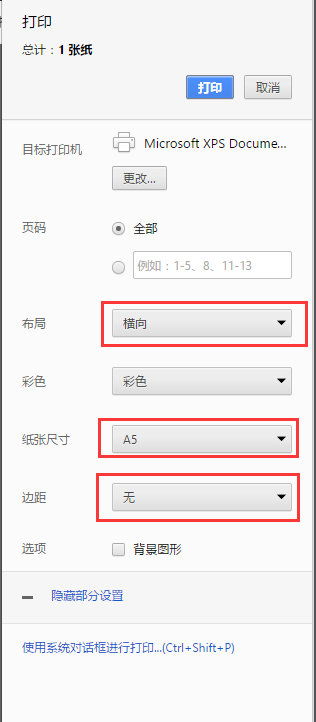 打印
总计：1 张纸
打印 取消
目标打印机 Microsoft XPS Docume...
更改...
页码 全部
例如：1-5、8、11-13
布局 横向
彩色 彩色
纸张尺寸 A5
边距 无
选项 背景图形
隐藏部分设置
使用系统对话框进行打印...(Ctrl+Shift+P)